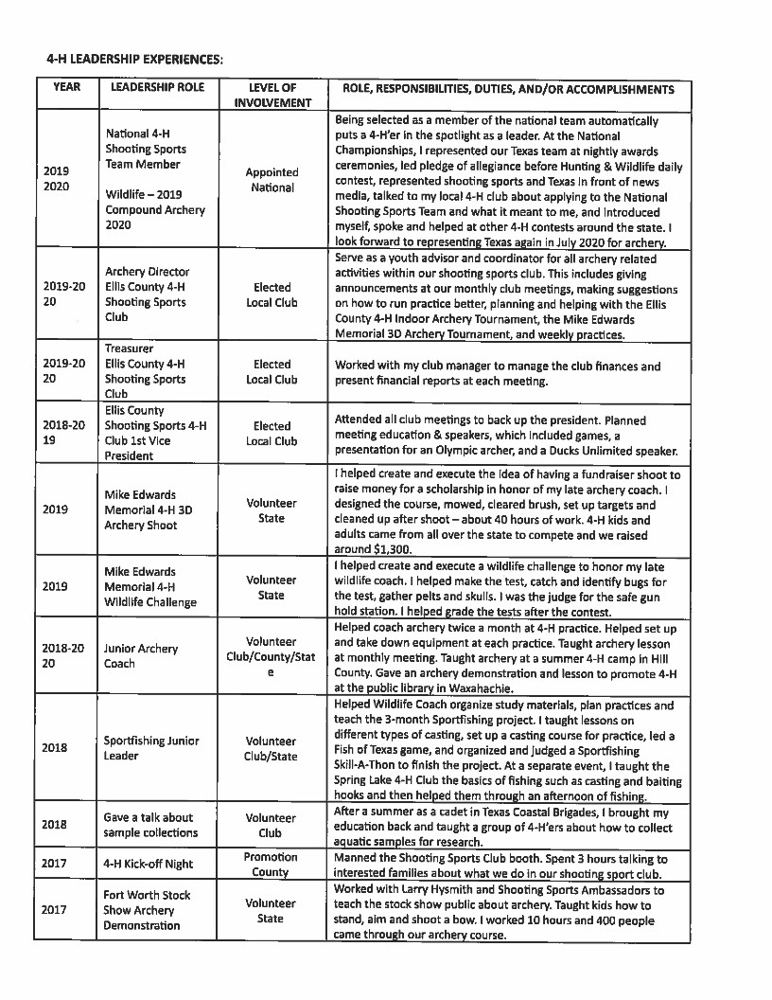 4-H LEADERSHIP EXPERIENCES:
YEAR LEADERSHIP ROLE LEVEL OF INVOLVEMENT ROLE, RESPONSIBILITIES, DUTIES, AND/OR ACCOMPLISHMENTS
2019
2020
National 4-H
Shooting Sports
Team Member
Wildlife – 2019
Compound Archery
2020
Appointed
National
Being selected as a member of the national team automatically
puts a 4-H'er in the spotlight as a leader. At the National
Championships, I represented our Texas team at nightly awards
ceremonies, led pledge of allegiance before Hunting & Wildlife daily
contest, represented shooting sports and Texas in front of news
media, talked to my local 4-H club about applying to the National
Shooting Sports Team and what it meant to me, and introduced
myself, spoke and helped at other 4-H contests around the state. I
look forward to representing Texas again in July 2020 for archery.
2019-20
20
Archery Director
Ellis County 4-H
Shooting Sports
Club
Elected
Local Club
Serve as a youth advisor and coordinator for all archery related
activities within our shooting sports club. This includes giving
announcements at our monthly club meetings, making suggestions
on how to run practice better, planning and helping with the Ellis
County 4-H Indoor Archery Tournament, the Mike Edwards
Memorial 3D Archery Tournament, and weekly practices.
2019-20
20
Treasurer
Ellis County 4-H
Shooting Sports
Club
Elected
Local Club
Worked with my club manager to manage the club finances and
present financial reports at each meeting.
2018-20
19
Ellis County
Shooting Sports 4-H
Club 1st Vice
President
Elected
Local Club
Attended all club meetings to back up the president. Planned
meeting education & speakers, which included games, a
presentation for an Olympic archer, and a Ducks Unlimited speaker.
2019
Mike Edwards
Memorial 4-H 3D
Archery Shoot
Volunteer
State
I helped create and execute the idea of having a fundraiser shoot to
raise money for a scholarship in honor of my late archery coach. I
designed the course, mowed, cleared brush, set up targets and
cleaned up after shoot – about 40 hours of work. 4-H kids and
adults came from all over the state to compete and we raised
around $1,300.
2019
Mike Edwards
Memorial 4-H
Wildlife Challenge
Volunteer
State
I helped create and execute a wildlife challenge to honor my late
wildlife coach. I helped make the test, catch and identify bugs for
the test, gather pelts and skulls. I was the judge for the safe gun
hold station. I helped grade the tests after the contest.
2018-20
20
Junior Archery
Coach
Volunteer
Club/County/Stat
e
Helped coach archery twice a month at 4-H practice. Helped set up
and take down equipment at each practice. Taught archery lesson
at monthly meeting. Taught archery at a summer 4-H camp in Hill
County. Gave an archery demonstration and lesson to promote 4-H
at the public library in Waxahachie.
2018
Sportfishing Junior
Leader
Volunteer
Club/State
Helped Wildlife Coach organize study materials, plan practices and
teach the 3-month Sportfishing project. I taught lessons on
different types of casting, set up a casting course for practice, led a
Fish of Texas game, and organized and judged a Sportfishing
Skill-A-Thon to finish the project. At a separate event, I taught the
Spring Lake 4-H Club the basics of fishing such as casting and baiting
hooks and then helped them through an afternoon of fishing.
2018
Gave a talk about
sample collections
Volunteer
Club
After a summer as a cadet in Texas Coastal Brigades, I brought my
education back and taught a group of 4-H'ers about how to collect
aquatic samples for research.
2017
4-H Kick-off Night
Promotion
County
Manned the Shooting Sports Club booth. Spent 3 hours talking to
interested families about what we do in our shooting sport club.
2017
Fort Worth Stock
Show Archery
Demonstration
Volunteer
State
Worked with Larry Hysmith and Shooting Sports Ambassadors to
teach the stock show public about archery. Taught kids how to
stand, aim and shoot a bow. I worked 10 hours and 400 people
came through our archery course.